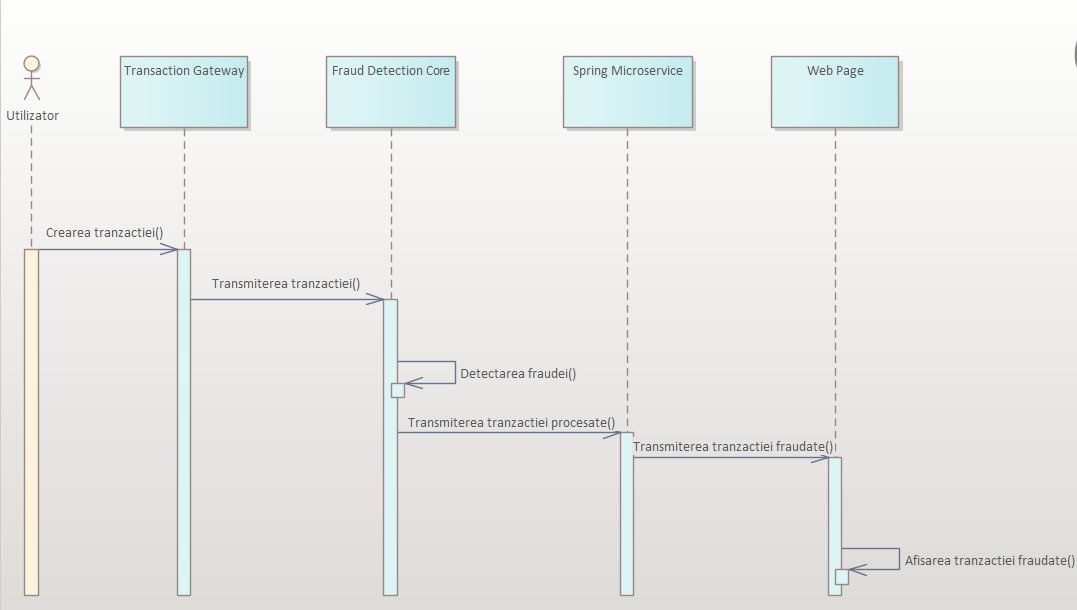 Utilizator
Transaction Gateway
Fraud Detection Core
Spring Microservice
Web Page
Crearea tranzactiei()
Transmiterea tranzactiei()
Detectarea fraudei()
Transmiterea tranzactiei procesate()
Transmiterea tranzactiei fraudate()
Afisarea tranzactiei fraudate()